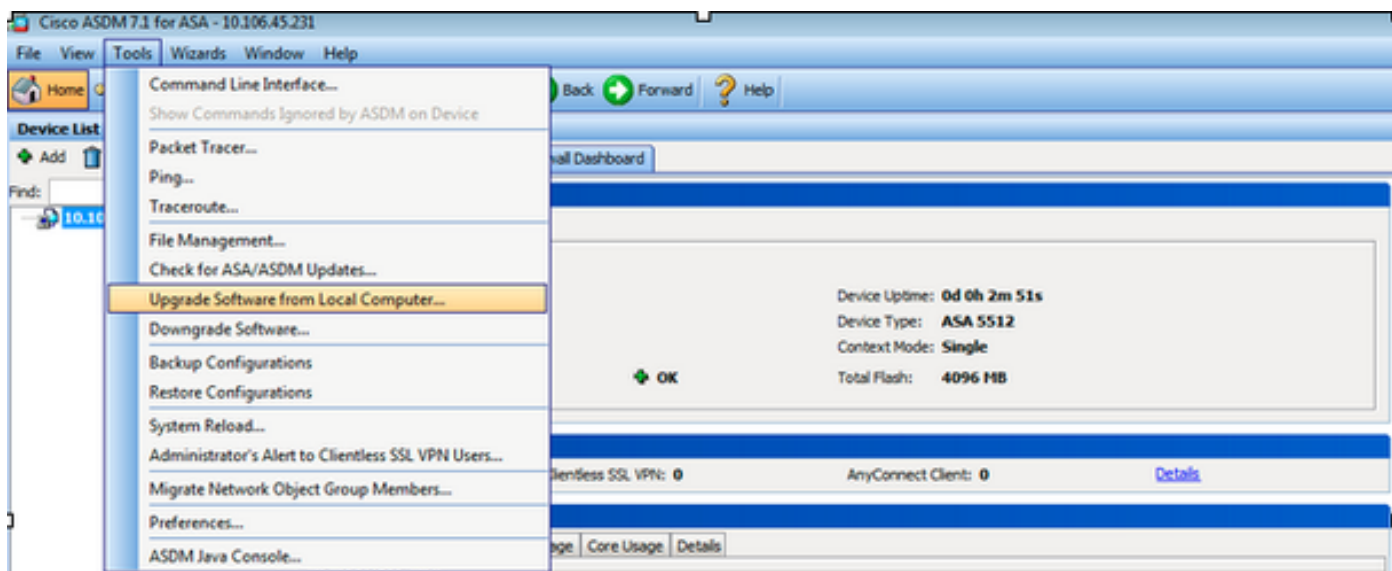 Cisco ASDM 7.1 for ASA - 10.106.45.231
File View Tools Wizards Window Help
Home
Back Forward Help
Command Line Interface...
Show Commands Ignored by ASDM on Device
Packet Tracer...
Ping...
Traceroute...
File Management...
Check for ASA/ASDM Updates...
Upgrade Software from Local Computer...
Downgrade Software...
Backup Configurations
Restore Configurations
System Reload...
Administrator's Alert to Clientless SSL VPN Users...
Migrate Network Object Group Members...
Preferences...
ASDM Java Console...
Device List
Add
Find:
10.10
Dashboard
Device Uptime: 0d 0h 2m 51s
Device Type: ASA 5512
Context Mode: Single
OK
Total Flash: 4096 MB
SSL VPN: 0 AnyConnect Client: 0 Details
Core Usage Details